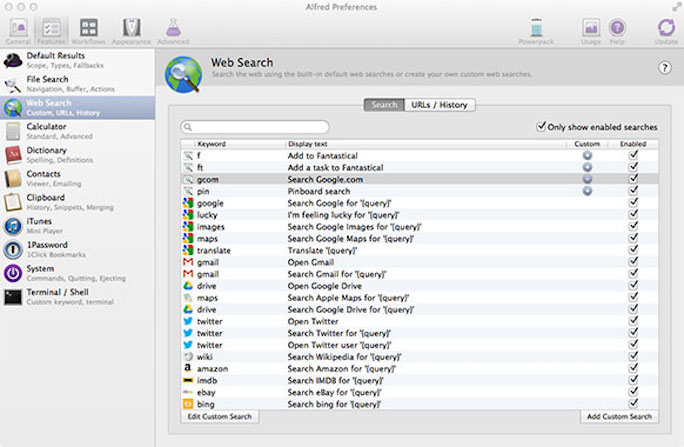 Alfred Preferences
General Features Workflows Appearance Advanced Powerpack Usage Help Update
Default Results
Scope, Types, Fallbacks
File Search
Navigation, Buffer, Actions
Web Search
Custom, URLs, History
Calculator
Standard, Advanced
Dictionary
Spelling, Definitions
Contacts
Viewer, Emailing
Clipboard
History, Snippets, Merging
iTunes
Mini Player
1Password
1Click Bookmarks
System
Commands, Quitting, Ejecting
Terminal / Shell
Custom keyword, terminal
Web Search
Search the web using the built-in default web searches or create your own custom web searches.
?
Search URLs / History
Only show enabled searches
Keyword Display text Custom Enabled
f Add to Fantastical
ft Add a task to Fantastical
gcom Search Google.com
pin Pinboard search
google Search Google for '{query}'
lucky I'm feeling lucky for '{query}'
images Search Google Images for '{query}'
maps Search Google Maps for '{query}'
translate Translate '{query}'
gmail Open Gmail
gmail Search Gmail for '{query}'
drive Open Google Drive
maps Search Apple Maps for '{query}'
drive Search Google Drive for '{query}'
twitter Open Twitter
twitter Search Twitter for '{query}'
twitter Open Twitter user '{query}'
wiki Search Wikipedia for '{query}'
amazon Search Amazon for '{query}'
imdb Search IMDB for '{query}'
ebay Search eBay for '{query}'
bing Search bing for '{query}'
Edit Custom Search Add Custom Search